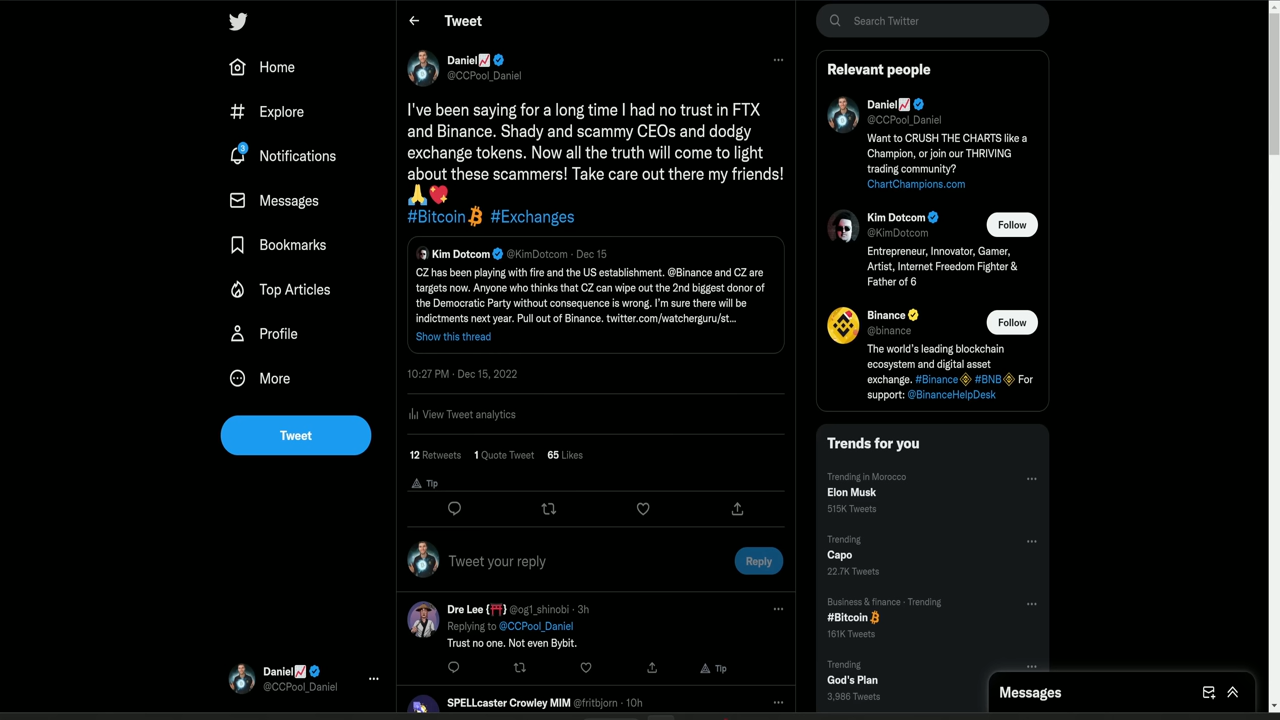 Home
Explore
3
Notifications
Messages
Bookmarks
Top Articles
Profile
More
Tweet
Daniel📈
@CCPool_Daniel
Tweet
Daniel📈
@CCPool_Daniel
I've been saying for a long time I had no trust in FTX
and Binance. Shady and scammy CEOs and dodgy
exchange tokens. Now all the truth will come to light
about these scammers! Take care out there my friends!
🙏💖
#Bitcoin #Exchanges
Kim Dotcom @KimDotcom · Dec 15
CZ has been playing with fire and the US establishment. @Binance and CZ are
targets now. Anyone who thinks that CZ can wipe out the 2nd biggest donor of
the Democratic Party without consequence is wrong. I'm sure there will be
indictments next year. Pull out of Binance. twitter.com/watcherguru/st…
Show this thread
10:27 PM · Dec 15, 2022
View Tweet analytics
12 Retweets 1 Quote Tweet 65 Likes
Tip
Tweet your reply
Reply
Dre Lee {⛩️} @og1_shinobi · 3h
Replying to @CCPool_Daniel
Trust no one. Not even Bybit.
Tip
SPELLcaster Crowley MIM @fritbjorn · 10h
Search Twitter
Relevant people
Daniel📈
@CCPool_Daniel
Want to CRUSH THE CHARTS like a
Champion, or join our THRIVING
trading community?
ChartChampions.com
Kim Dotcom
@KimDotcom
Follow
Entrepreneur, Innovator, Gamer,
Artist, Internet Freedom Fighter &
Father of 6
Binance
@binance
Follow
The world's leading blockchain
ecosystem and digital asset
exchange. #Binance #BNB For
support: @BinanceHelpDesk
Trends for you
Trending in Morocco
Elon Musk
515K Tweets
Trending
Capo
22.7K Tweets
Business & finance · Trending
#Bitcoin
161K Tweets
Trending
God's Plan
3,986 Tweets
Messages